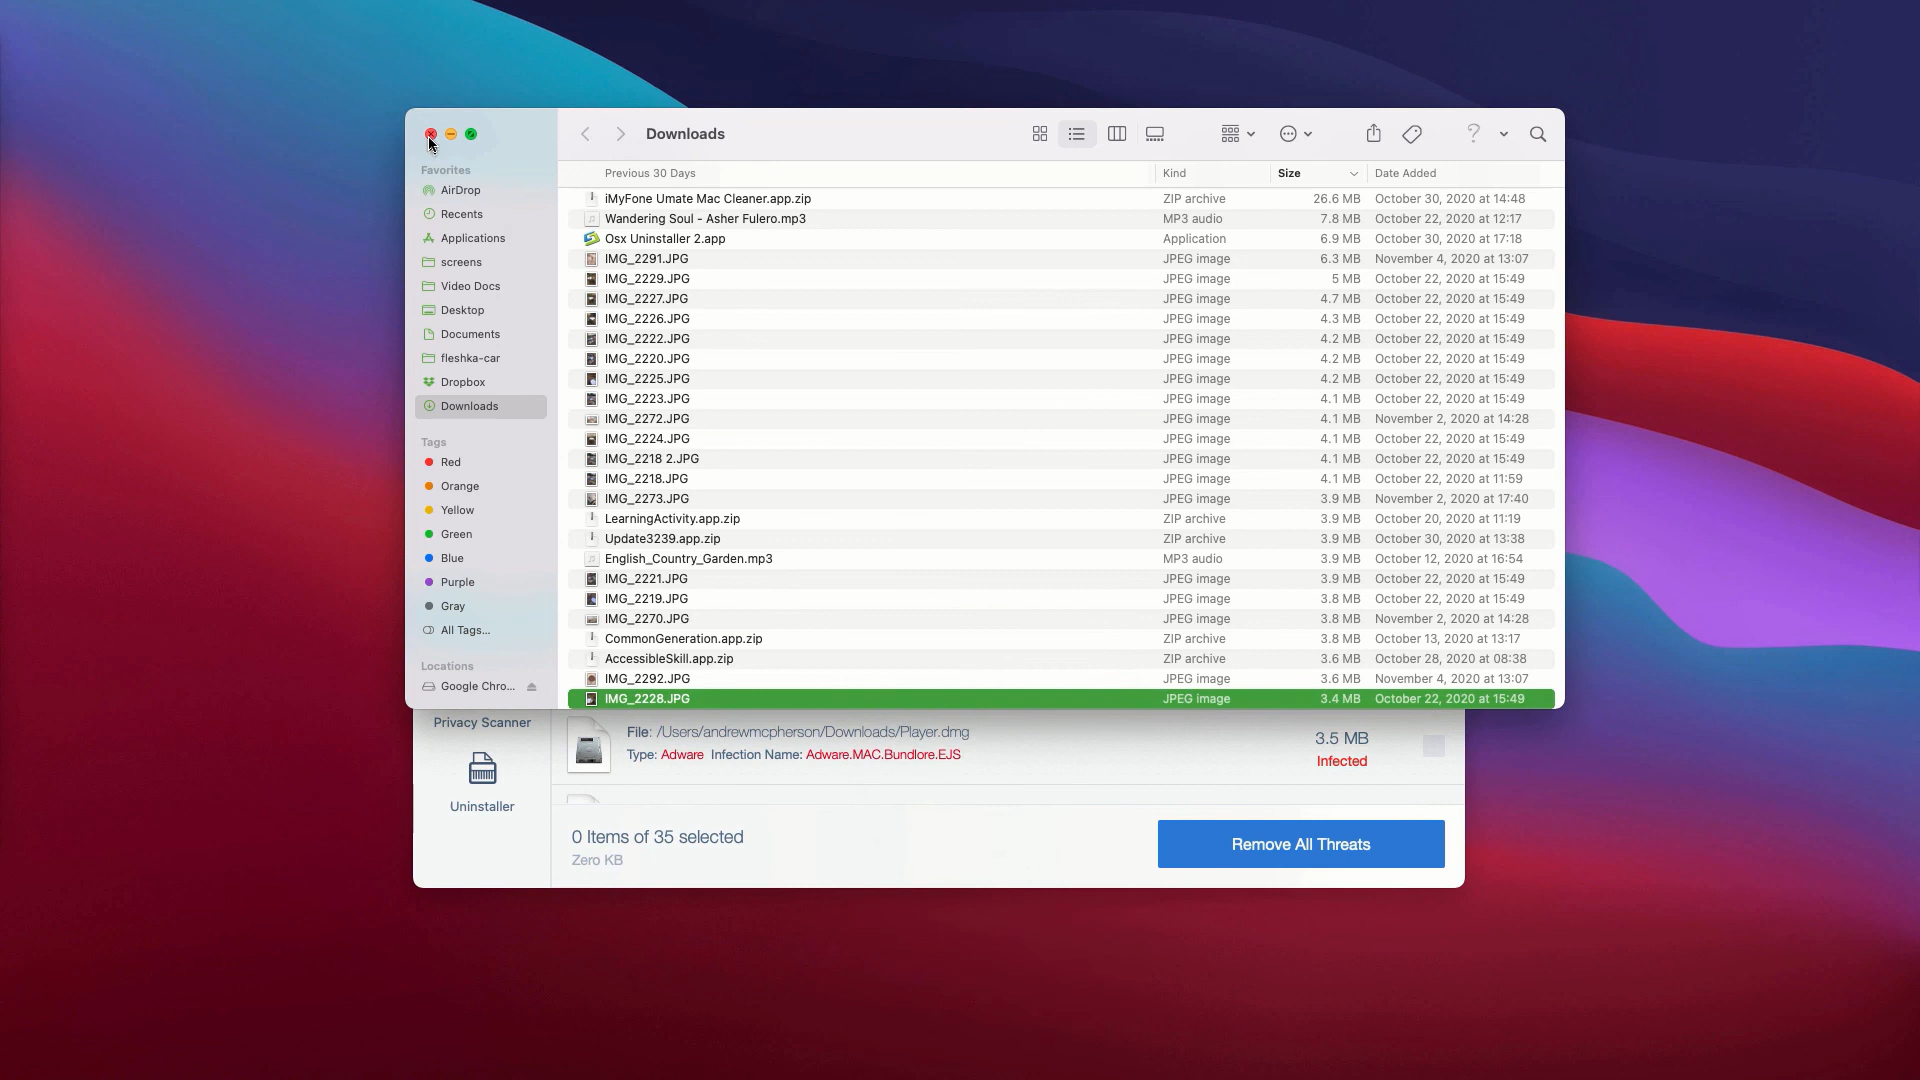 Downloads
Favorites
AirDrop
Recents
Applications
screens
Video Docs
Desktop
Documents
fleshka-car
Dropbox
Downloads
Tags
Red
Orange
Yellow
Green
Blue
Purple
Gray
All Tags...
Locations
Google Chro...
Previous 30 Days Kind Size Date Added
iMyFone Umate Mac Cleaner.app.zip ZIP archive 26.6 MB October 30, 2020 at 14:48
Wandering Soul - Asher Fulero.mp3 MP3 audio 7.8 MB October 22, 2020 at 12:17
Osx Uninstaller 2.app Application 6.9 MB October 30, 2020 at 17:18
IMG_2291.JPG JPEG image 6.3 MB November 4, 2020 at 13:07
IMG_2229.JPG JPEG image 5 MB October 22, 2020 at 15:49
IMG_2227.JPG JPEG image 4.7 MB October 22, 2020 at 15:49
IMG_2226.JPG JPEG image 4.3 MB October 22, 2020 at 15:49
IMG_2222.JPG JPEG image 4.2 MB October 22, 2020 at 15:49
IMG_2220.JPG JPEG image 4.2 MB October 22, 2020 at 15:49
IMG_2225.JPG JPEG image 4.2 MB October 22, 2020 at 15:49
IMG_2223.JPG JPEG image 4.1 MB October 22, 2020 at 15:49
IMG_2272.JPG JPEG image 4.1 MB November 2, 2020 at 14:28
IMG_2224.JPG JPEG image 4.1 MB October 22, 2020 at 15:49
IMG_2218 2.JPG JPEG image 4.1 MB October 22, 2020 at 15:49
IMG_2218.JPG JPEG image 4.1 MB October 22, 2020 at 11:59
IMG_2273.JPG JPEG image 3.9 MB November 2, 2020 at 17:40
LearningActivity.app.zip ZIP archive 3.9 MB October 20, 2020 at 11:19
Update3239.app.zip ZIP archive 3.9 MB October 30, 2020 at 13:38
English_Country_Garden.mp3 MP3 audio 3.9 MB October 12, 2020 at 16:54
IMG_2221.JPG JPEG image 3.9 MB October 22, 2020 at 15:49
IMG_2219.JPG JPEG image 3.8 MB October 22, 2020 at 15:49
IMG_2270.JPG JPEG image 3.8 MB November 2, 2020 at 14:28
CommonGeneration.app.zip ZIP archive 3.8 MB October 13, 2020 at 13:17
AccessibleSkill.app.zip ZIP archive 3.6 MB October 28, 2020 at 08:38
IMG_2292.JPG JPEG image 3.6 MB November 4, 2020 at 13:07
IMG_2228.JPG JPEG image 3.4 MB October 22, 2020 at 15:49
Privacy Scanner
Uninstaller
File: /Users/andrewmcpherson/Downloads/Player.dmg
Type: Adware Infection Name: Adware.MAC.Bundlore.EJS
3.5 MB
Infected
0 Items of 35 selected
Zero KB
Remove All Threats